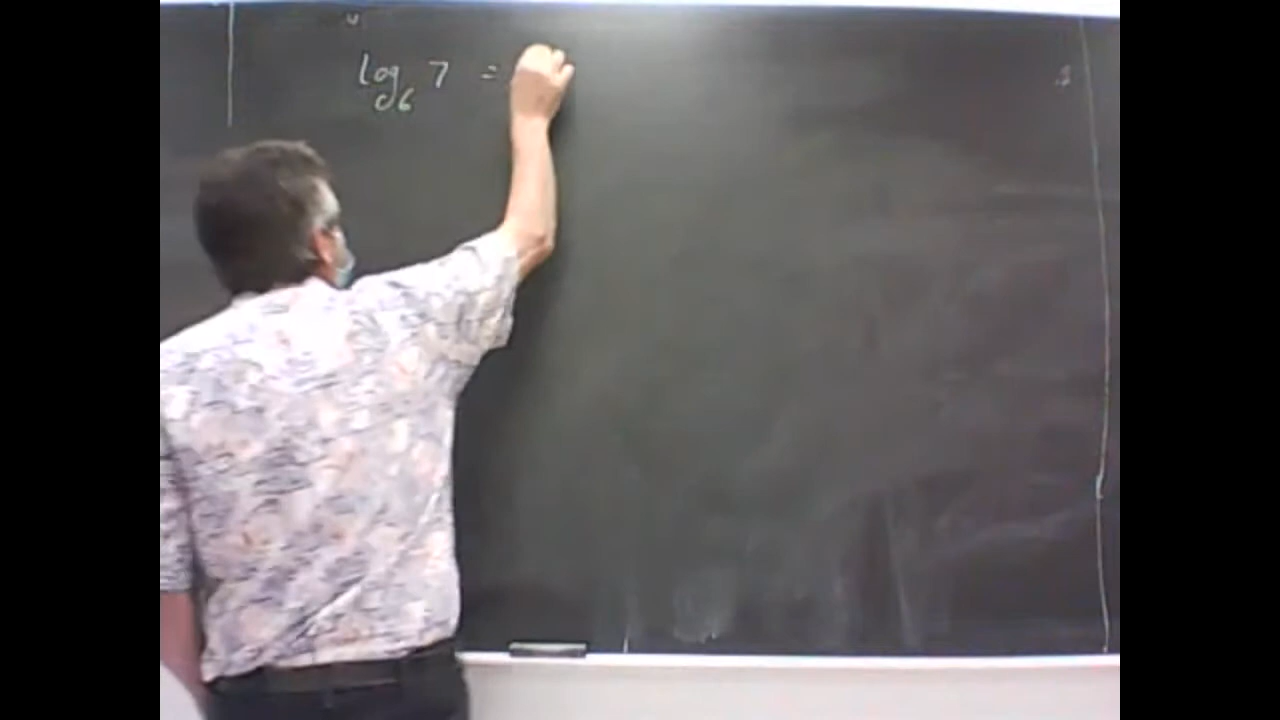 log₆ 7 =